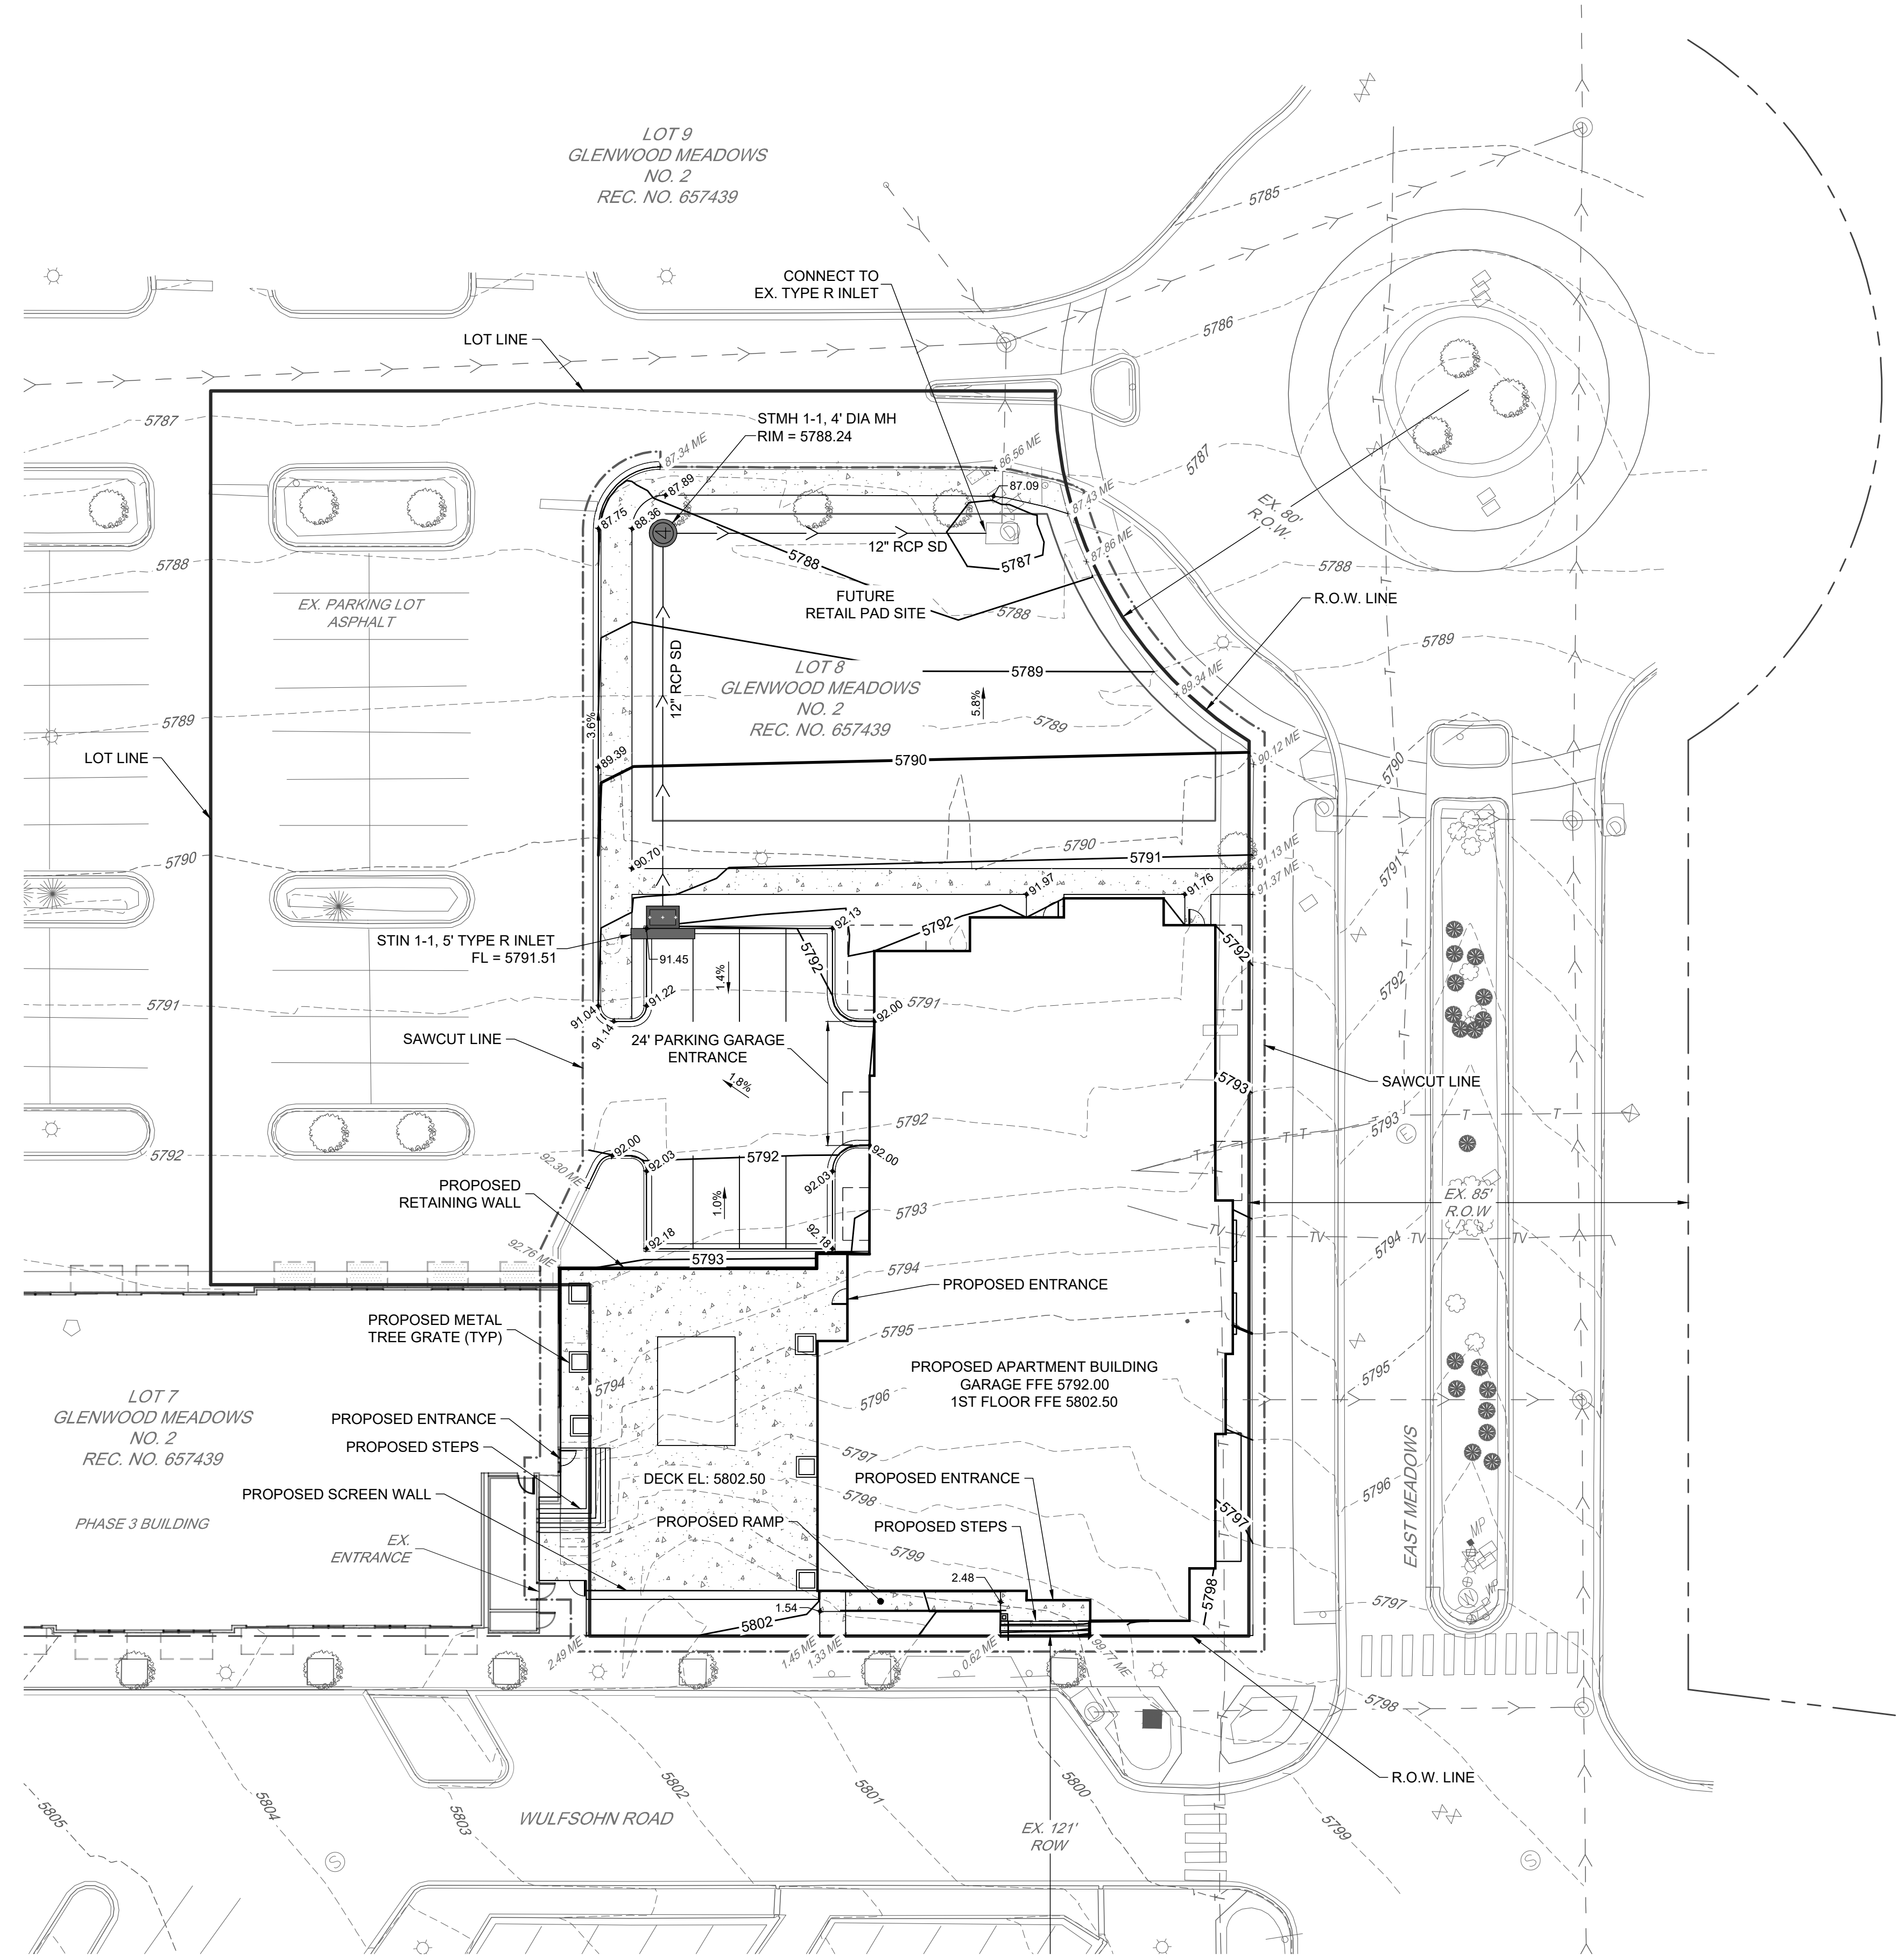 LOT 9
GLENWOOD MEADOWS
NO. 2
REC. NO. 657439
5785
CONNECT TO
EX. TYPE R INLET
5786
LOT LINE
5787
STMH 1-1, 4' DIA MH
RIM = 5788.24
87.34 ME
86.56 ME
5787
87.89
87.09
87.43 ME
87.75
88.36
EX. 80'
R.O.W.
12" RCP SD
87.86 ME
5788
5788
5787
5788
FUTURE
RETAIL PAD SITE
5788
R.O.W. LINE
EX. PARKING LOT
ASPHALT
5789
12" RCP SD
LOT 8
GLENWOOD MEADOWS
NO. 2
REC. NO. 657439
5789
89.34 ME
5.8%
3.6%
5789
5789
LOT LINE
89.39
5790
90.12 ME
5790
5790
90.70
5790
5791
91.13 ME
91.37 ME
5791
91.97
91.76
92.13
5792
5792
STIN 1-1, 5' TYPE R INLET
FL = 5791.51
91.45
5792
1.4%
5792
5791
91.04
91.22
91.14
92.00
5791
SAWCUT LINE
24' PARKING GARAGE
ENTRANCE
1.8%
5793
SAWCUT LINE
T
T
5792
5793
E
T
T
T
5792
92.30 ME
92.00
92.03
5792
92.00
92.03
PROPOSED
RETAINING WALL
1.0%
EX. 85'
R.O.W
5793
92.18
92.18
TV
TV
TV
TV
5794
92.76 ME
5793
5794
PROPOSED ENTRANCE
PROPOSED METAL
TREE GRATE (TYP)
5795
5794
PROPOSED APARTMENT BUILDING
GARAGE FFE 5792.00
1ST FLOOR FFE 5802.50
5795
5796
LOT 7
GLENWOOD MEADOWS
NO. 2
REC. NO. 657439
PROPOSED ENTRANCE
PROPOSED STEPS
5797
DECK EL: 5802.50
PROPOSED ENTRANCE
5796
EAST MEADOWS
PROPOSED SCREEN WALL
5798
5797
PHASE 3 BUILDING
PROPOSED RAMP
PROPOSED STEPS
MP
EX.
ENTRANCE
5799
2.48
5798
WP
W
1.54
5802
5797
2.49 ME
1.45 ME
1.33 ME
0.62 ME
99.77 ME
5798
R.O.W. LINE
5805
5804
5803
5802
5801
5800
5799
WULFSOHN ROAD
EX. 121'
ROW
S
S